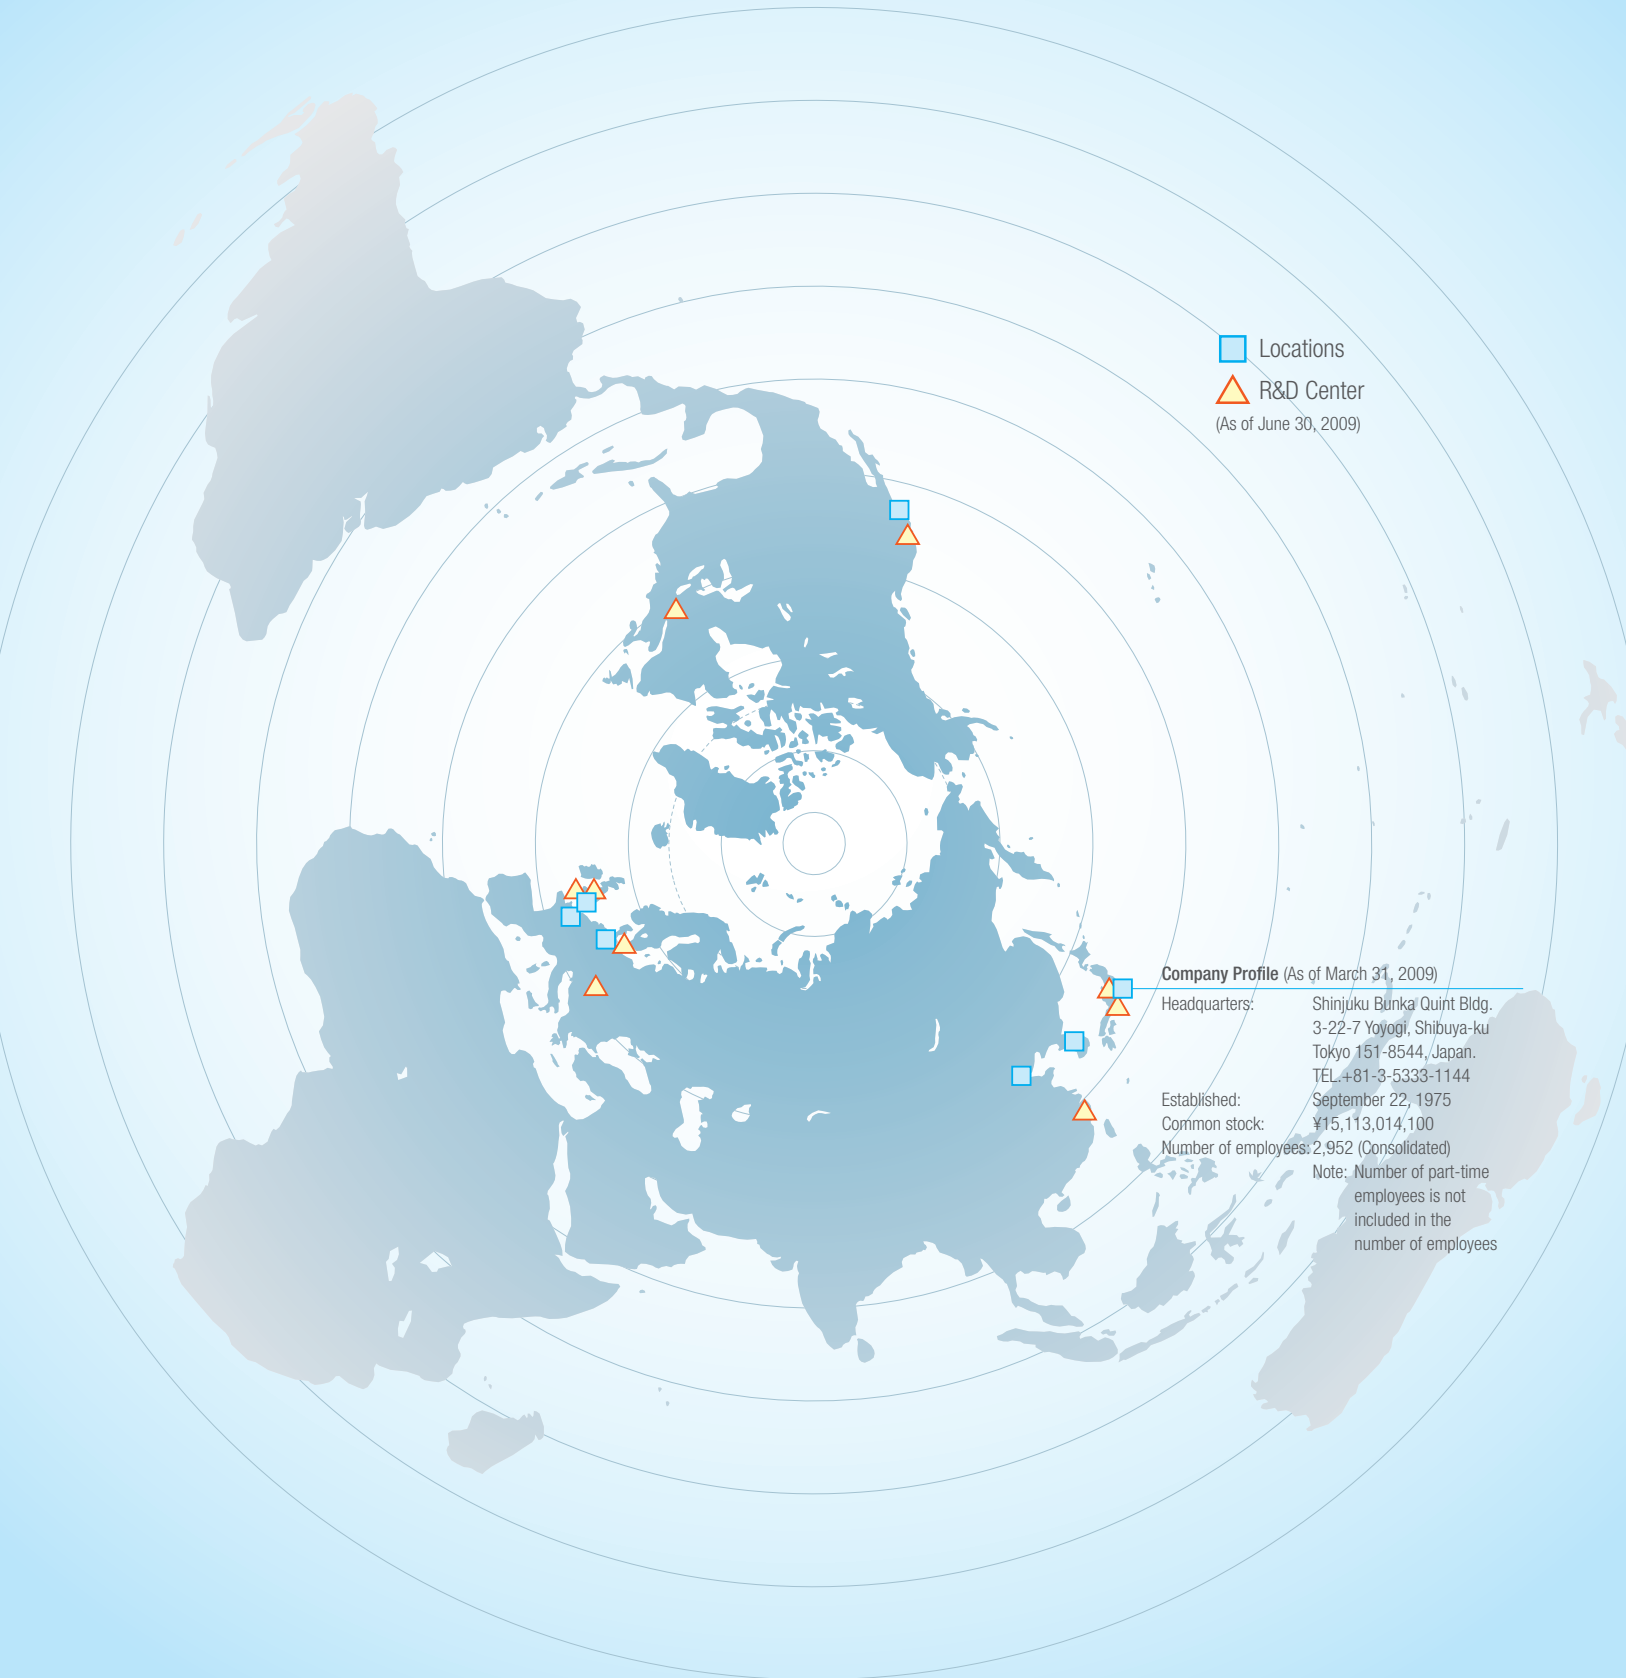 Locations
R&D Center
(As of June 30, 2009)
Company Profile (As of March 31, 2009)
Headquarters: Shinjuku Bunka Quint Bldg.
3-22-7 Yoyogi, Shibuya-ku
Tokyo 151-8544, Japan.
TEL.+81-3-5333-1144
Established: September 22, 1975
Common stock: ¥15,113,014,100
Number of employees: 2,952 (Consolidated)
Note: Number of part-time
employees is not
included in the
number of employees